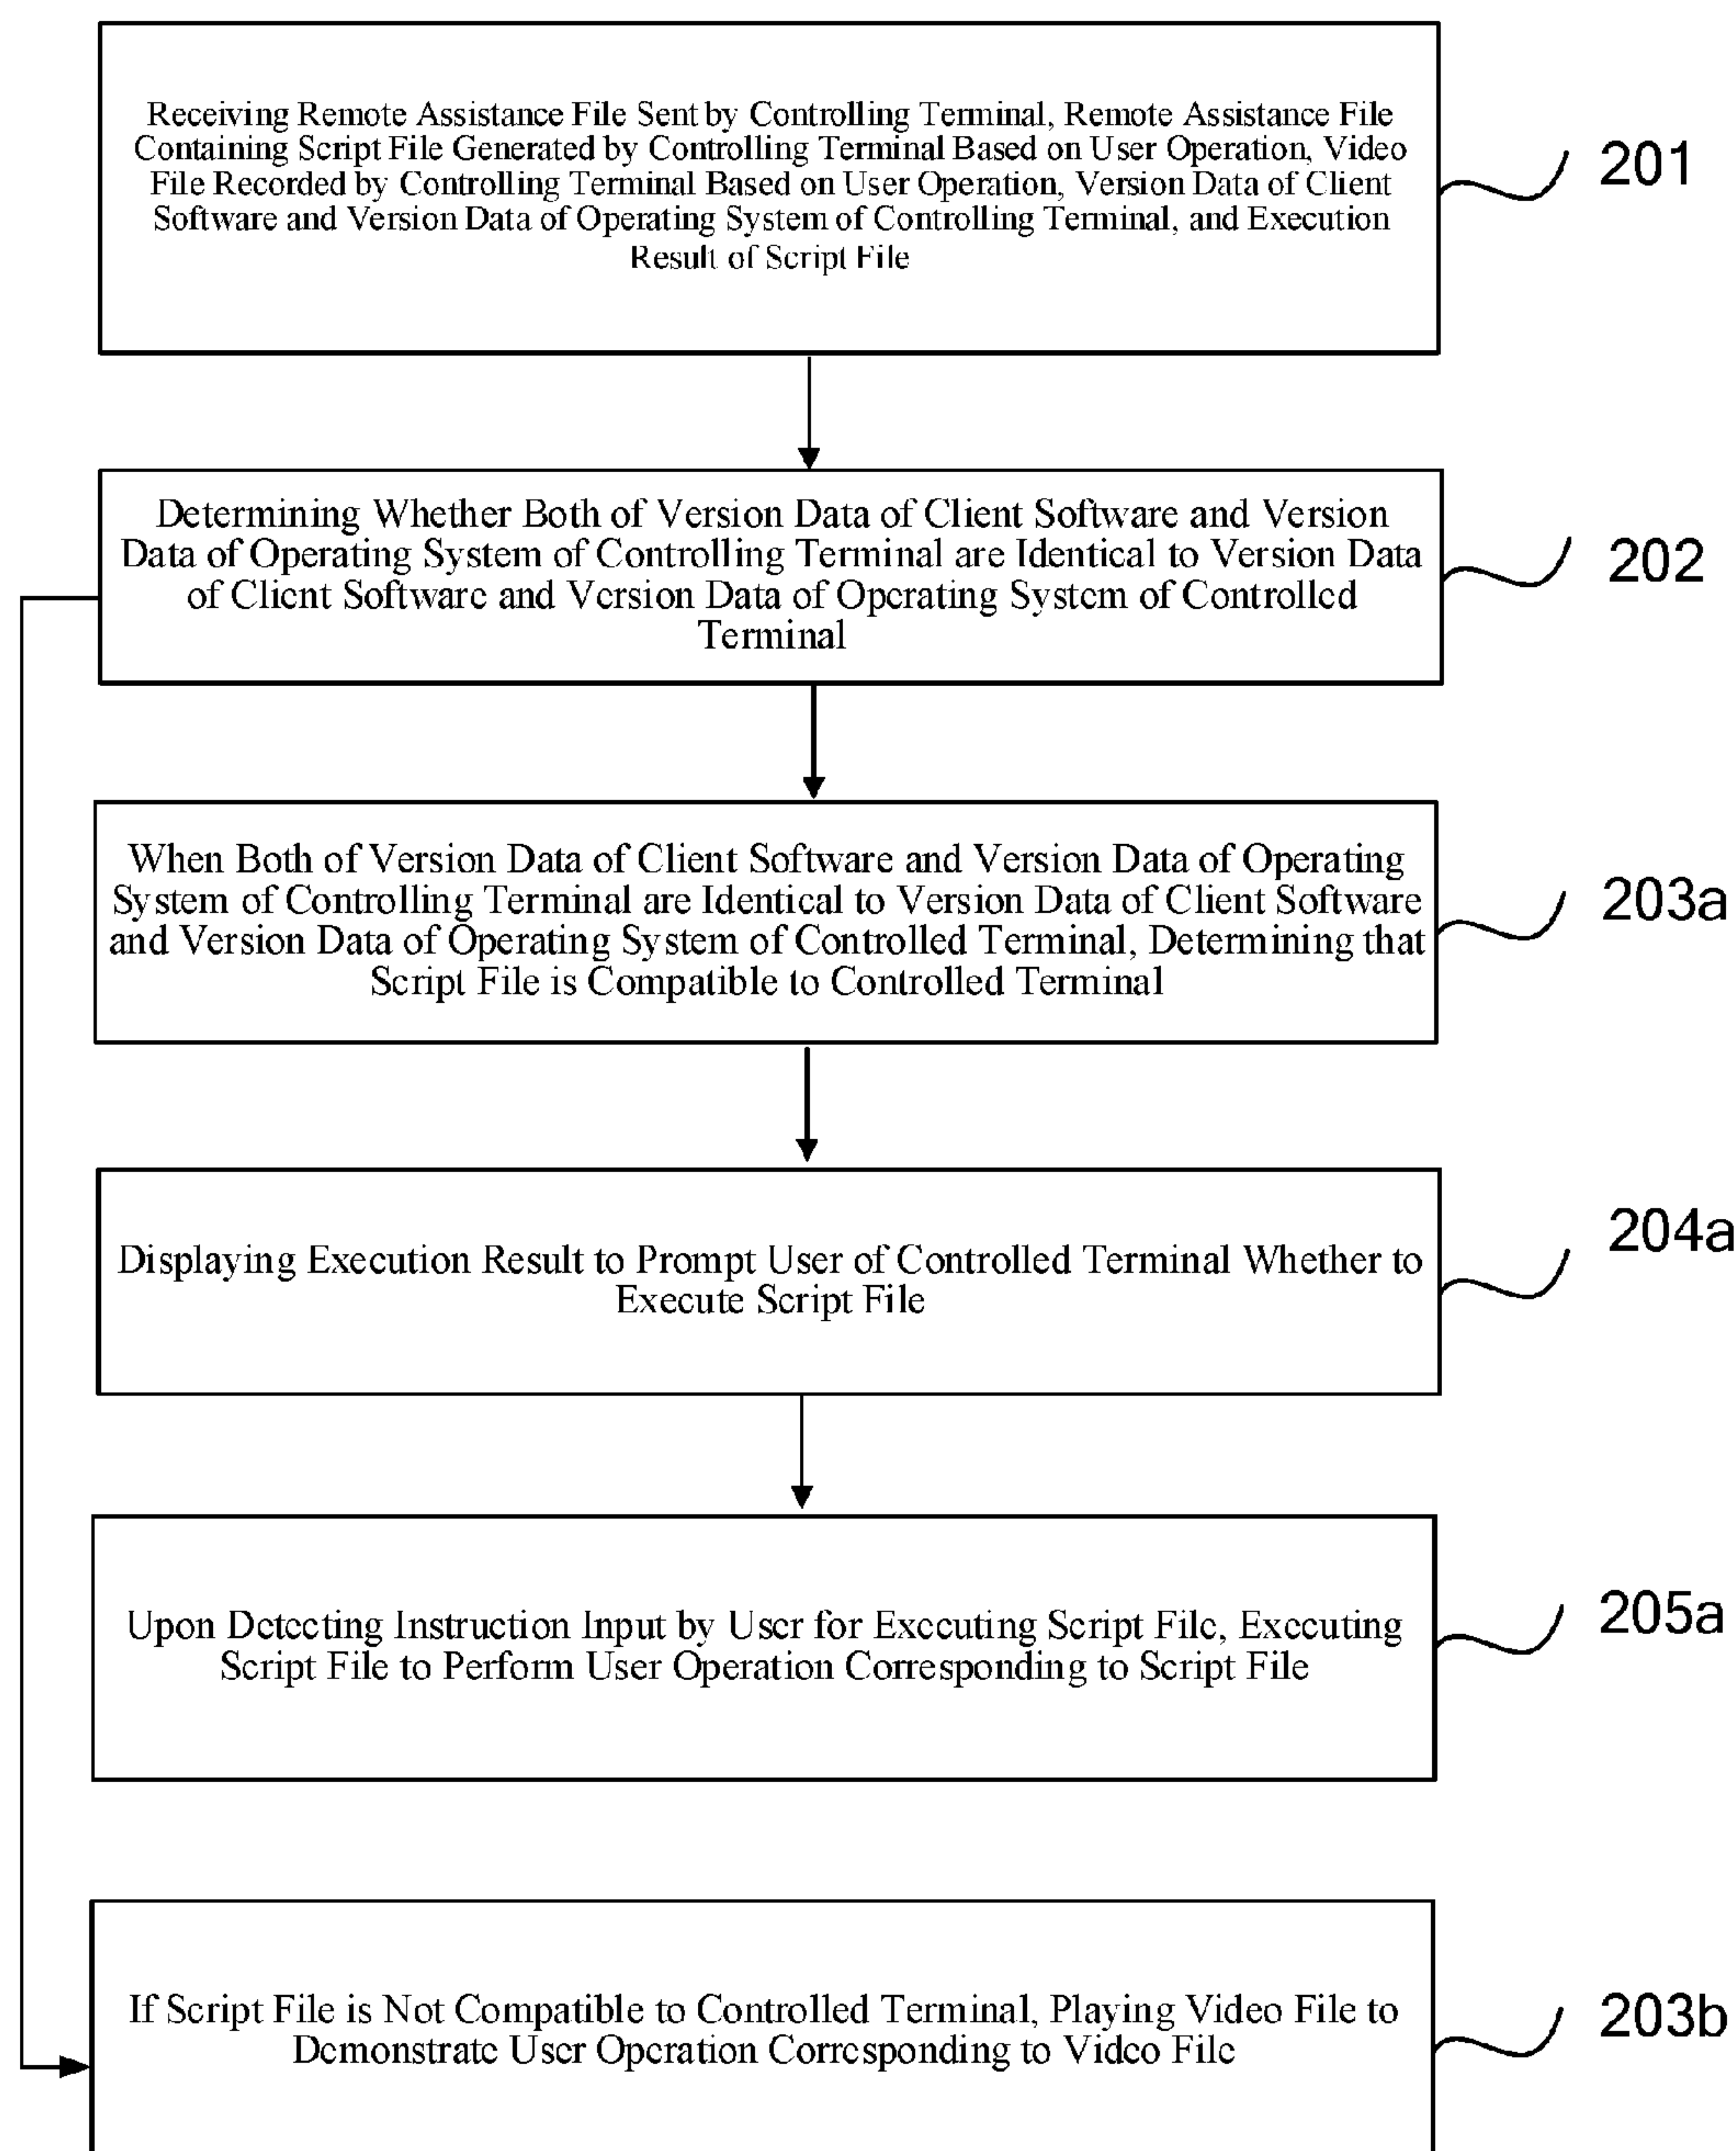 Receiving Remote Assistance File Sent by Controlling Terminal, Remote Assistance File
Containing Script File Generated by Controlling Terminal Based on User Operation, Video
File Recorded by Controlling Terminal Based on User Operation, Version Data of Client
Software and Version Data of Operating System of Controlling Terminal, and Execution
Result of Script File
201
Determining Whether Both of Version Data of Client Software and Version
Data of Operating System of Controlling Terminal are Identical to Version Data
of Client Software and Version Data of Operating System of Controlled
Terminal
202
When Both of Version Data of Client Software and Version Data of Operating
System of Controlling Terminal are Identical to Version Data of Client Software
and Version Data of Operating System of Controlled Terminal, Determining that
Script File is Compatible to Controlled Terminal
203a
Displaying Execution Result to Prompt User of Controlled Terminal Whether to
Execute Script File
204a
Upon Detecting Instruction Input by User for Executing Script File, Executing
Script File to Perform User Operation Corresponding to Script File
205a
If Script File is Not Compatible to Controlled Terminal, Playing Video File to
Demonstrate User Operation Corresponding to Video File
203b